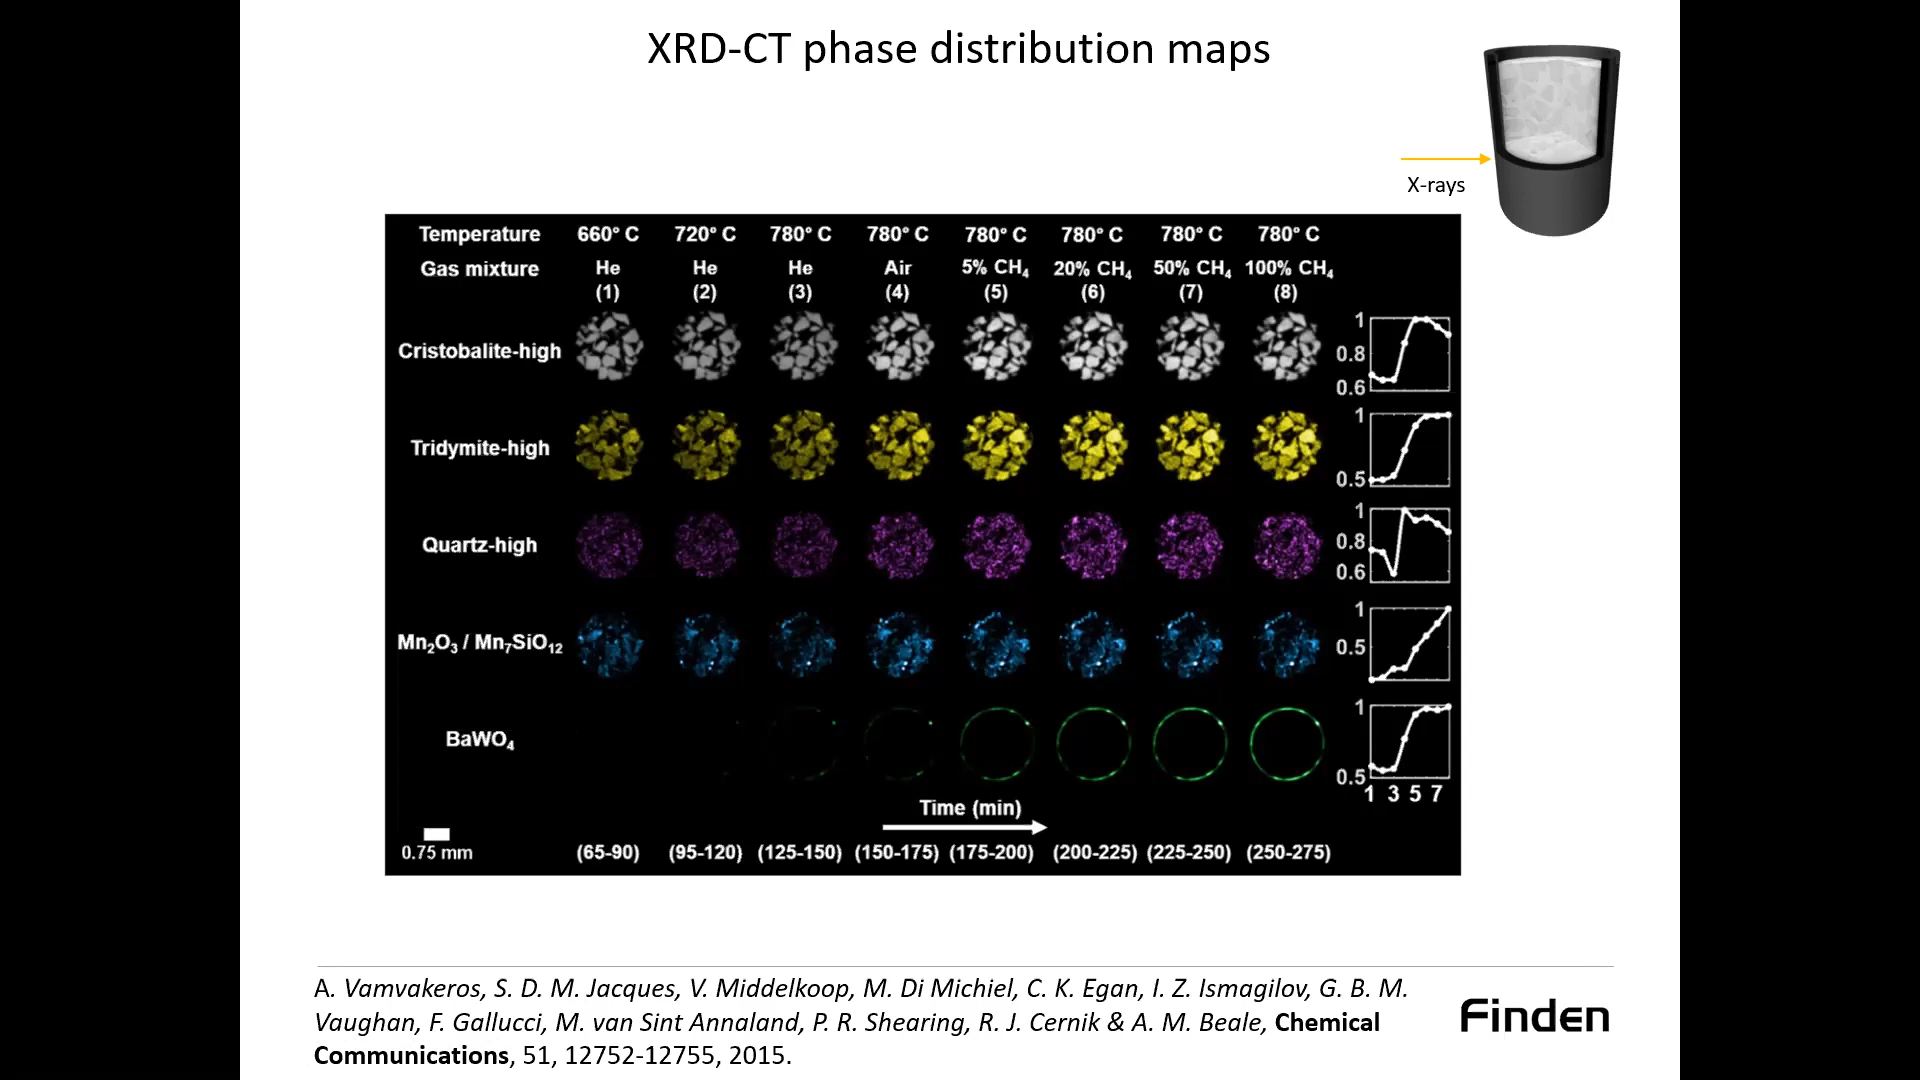 XRD-CT phase distribution maps
X-rays
Temperature 660° C 720° C 780° C 780° C 780° C 780° C 780° C 780° C
Gas mixture He He He Air 5% CH₄ 20% CH₄ 50% CH₄ 100% CH₄
(1) (2) (3) (4) (5) (6) (7) (8)
Cristobalite-high 1 0.8 0.6
Tridymite-high 1 0.5
Quartz-high 1 0.8 0.6
Mn₂O₃ / Mn₇SiO₁₂ 1 0.5
BaWO₄ 1 0.5
1 3 5 7
Time (min)
0.75 mm (65-90) (95-120) (125-150) (150-175) (175-200) (200-225) (225-250) (250-275)
A. Vamvakeros, S. D. M. Jacques, V. Middelkoop, M. Di Michiel, C. K. Egan, I. Z. Ismagilov, G. B. M.
Vaughan, F. Gallucci, M. van Sint Annaland, P. R. Shearing, R. J. Cernik & A. M. Beale, Chemical
Communications, 51, 12752-12755, 2015.
Finden